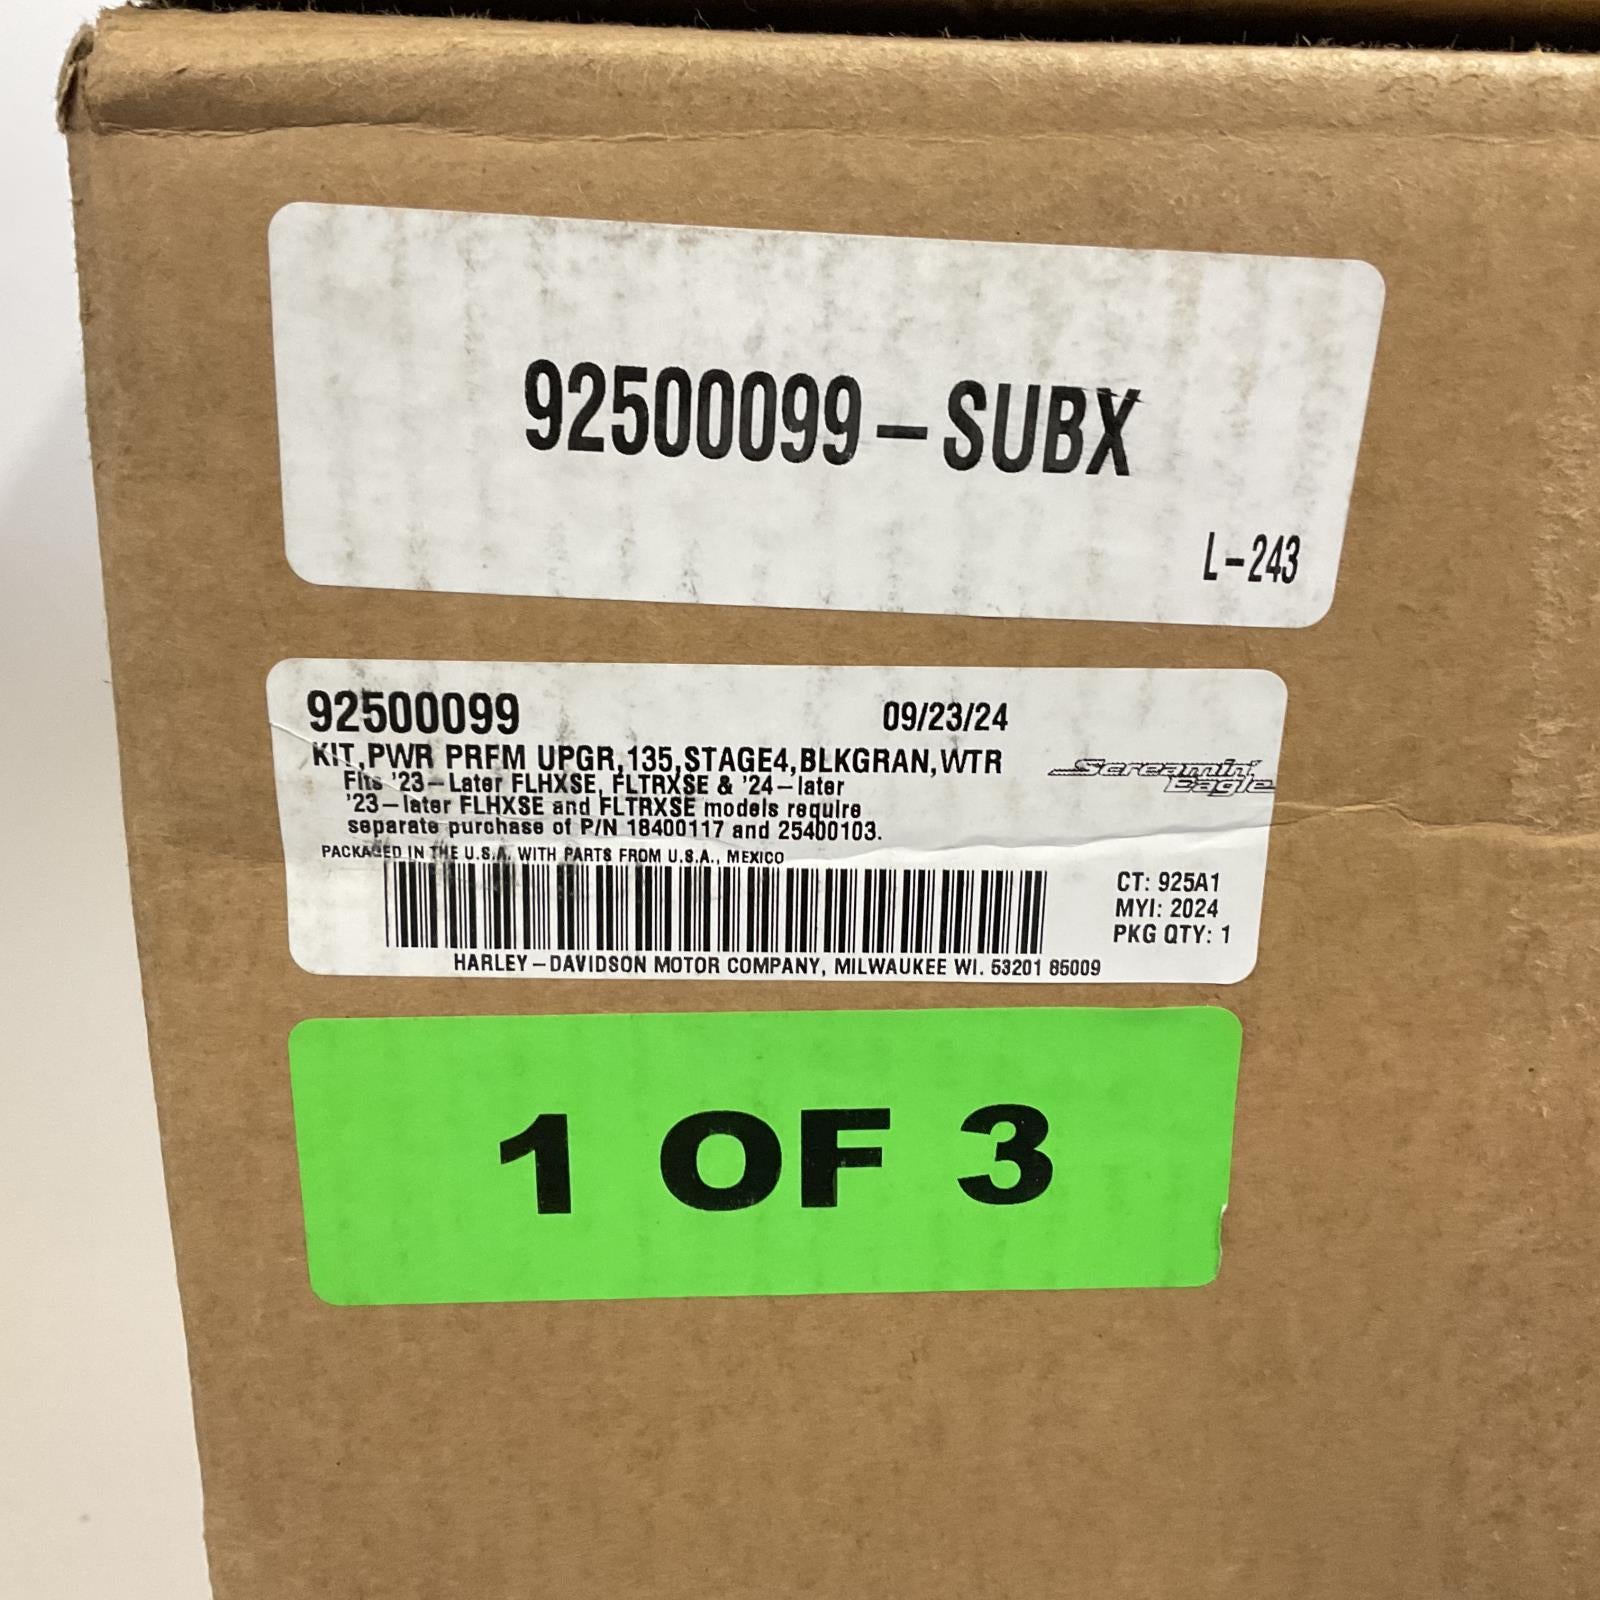 92500099-SUBX
L-243
92500099
09/23/24
KIT,PWR PRFM UPGR,135,STAGE4,BLKGRAN,WTR
Fits '23-Later FLHXSE, FLTRXSE & '24-later
'23-later FLHXSE and FLTRXSE models require
separate purchase of P/N 18400117 and 25400103.
Screamin' Eagle
PACKAGED IN THE U.S.A. WITH PARTS FROM U.S.A., MEXICO
CT: 925A1
MYI: 2024
PKG QTY: 1
HARLEY-DAVIDSON MOTOR COMPANY, MILWAUKEE WI. 53201 85009
1 OF 3